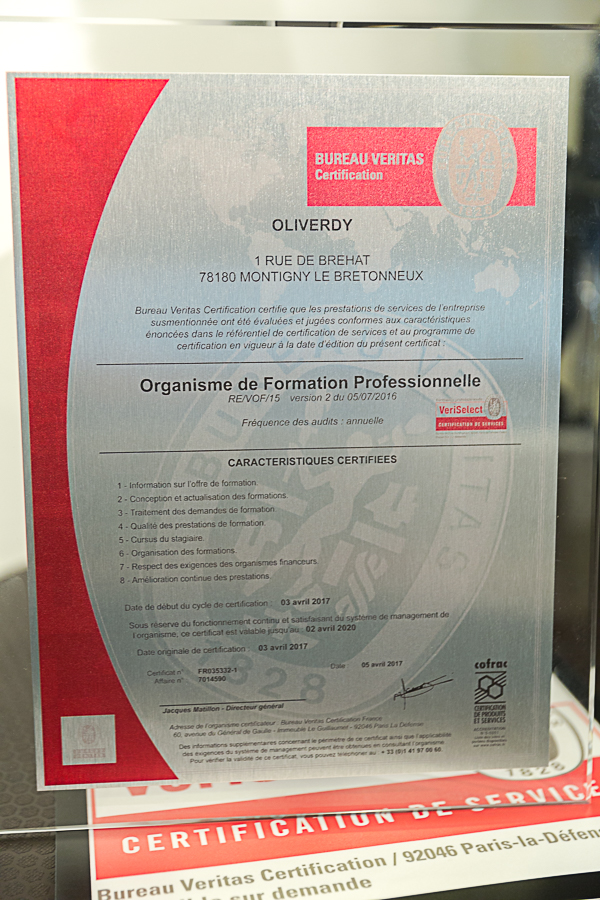 BUREAU VERITAS
Certification
OLIVERDY
1 RUE DE BREHAT
78180 MONTIGNY LE BRETONNEUX
Bureau Veritas Certification certifie que les prestations de services de l'entreprise
susmentionnée ont été évaluées et jugées conformes aux caractéristiques
énoncées dans le référentiel de certification de services et au programme de
certification en vigueur à la date d'édition du présent certificat :
Organisme de Formation Professionnelle
RE/VOF/15 version 2 du 05/07/2016
Fréquence des audits : annuelle
VeriSelect
CERTIFICATION DE SERVICES
CARACTERISTIQUES CERTIFIEES
1 - Information sur l'offre de formation.
2 - Conception et actualisation des formations.
3 - Traitement des demandes de formation.
4 - Qualité des prestations de formation.
5 - Cursus du stagiaire.
6 - Organisation des formations.
7 - Respect des exigences des organismes financeurs.
8 - Amélioration continue des prestations.
Date de début du cycle de certification : 03 avril 2017
Sous réserve du fonctionnement continu et satisfaisant du système de management de
l'organisme, ce certificat est valable jusqu'au : 02 avril 2020
Date originale de certification : 03 avril 2017
Certificat n° FR035332-1 Date : 05 avril 2017
Affaire n° 7014590
1828
cofrac
CERTIFICATION
DE PRODUITS
ET SERVICES
Jacques Matillon - Directeur général
Adresse de l'organisme certificateur : Bureau Veritas Certification France
60, avenue du Général de Gaulle - Immeuble Le Guillaumet - 92046 Paris La Défense
Des informations supplémentaires concernant le périmètre de ce certificat ainsi que l'applicabilité
des exigences du système de management peuvent être obtenues en consultant l'organisme.
Pour vérifier la validité de ce certificat, vous pouvez téléphoner au : + 33 (0)1 41 97 00 60.
1828
CERTIFICATION DE SERVICE
Bureau Veritas Certification / 92046 Paris-la-Défen
sur demande